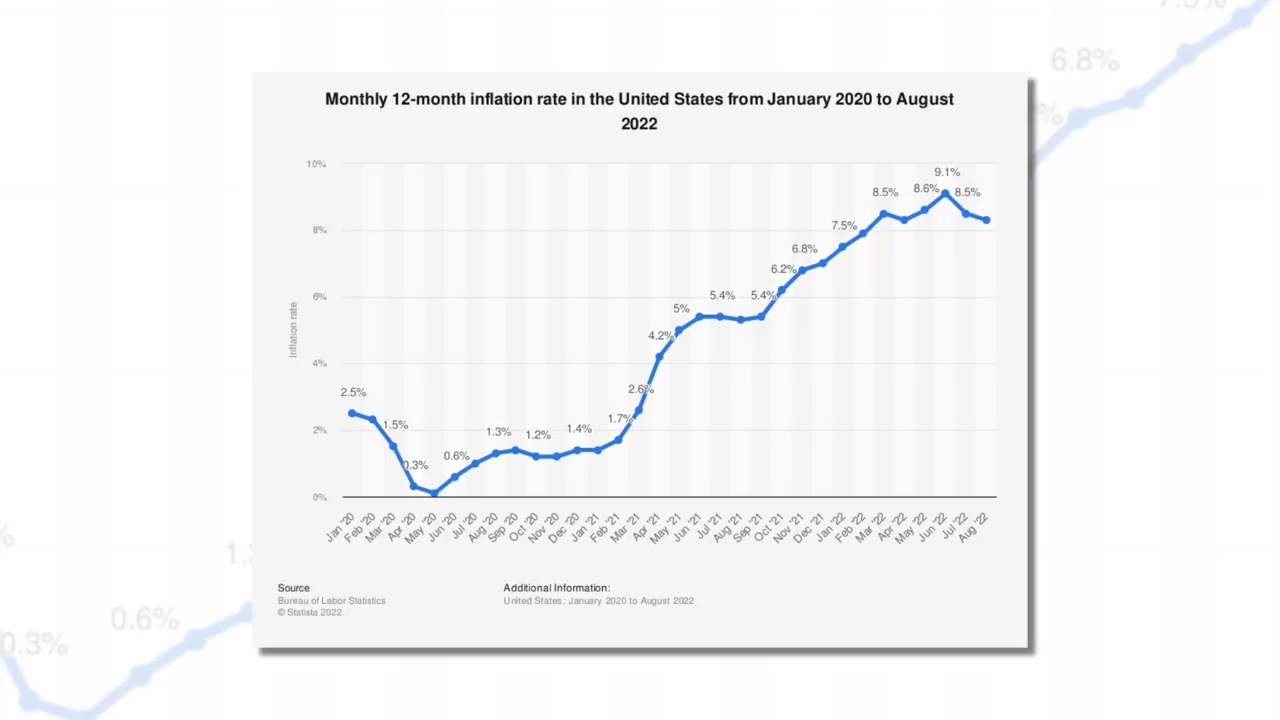 7.5%
6.8%
%
Monthly 12-month inflation rate in the United States from January 2020 to August
2022
10%
8%
6%
4%
2%
0%
Inflation rate
2.5%
1.5%
0.3%
0.6%
1.3%
1.2%
1.4%
1.7%
2.6%
4.2%
5%
5.4%
5.4%
6.2%
6.8%
7.5%
8.5%
8.6%
9.1%
8.5%
Jan '20
Feb '20
Mar '20
Apr '20
May '20
Jun '20
Jul '20
Aug '20
Sep '20
Oct '20
Nov '20
Dec '20
Jan '21
Feb '21
Mar '21
Apr '21
May '21
Jun '21
Jul '21
Aug '21
Sep '21
Oct '21
Nov '21
Dec '21
Jan '22
Feb '22
Mar '22
Apr '22
May '22
Jun '22
Jul '22
Aug '22
Source
Bureau of Labor Statistics
© Statista 2022
Additional Information:
United States; January 2020 to August 2022
%
1.
0.6%
0.3%